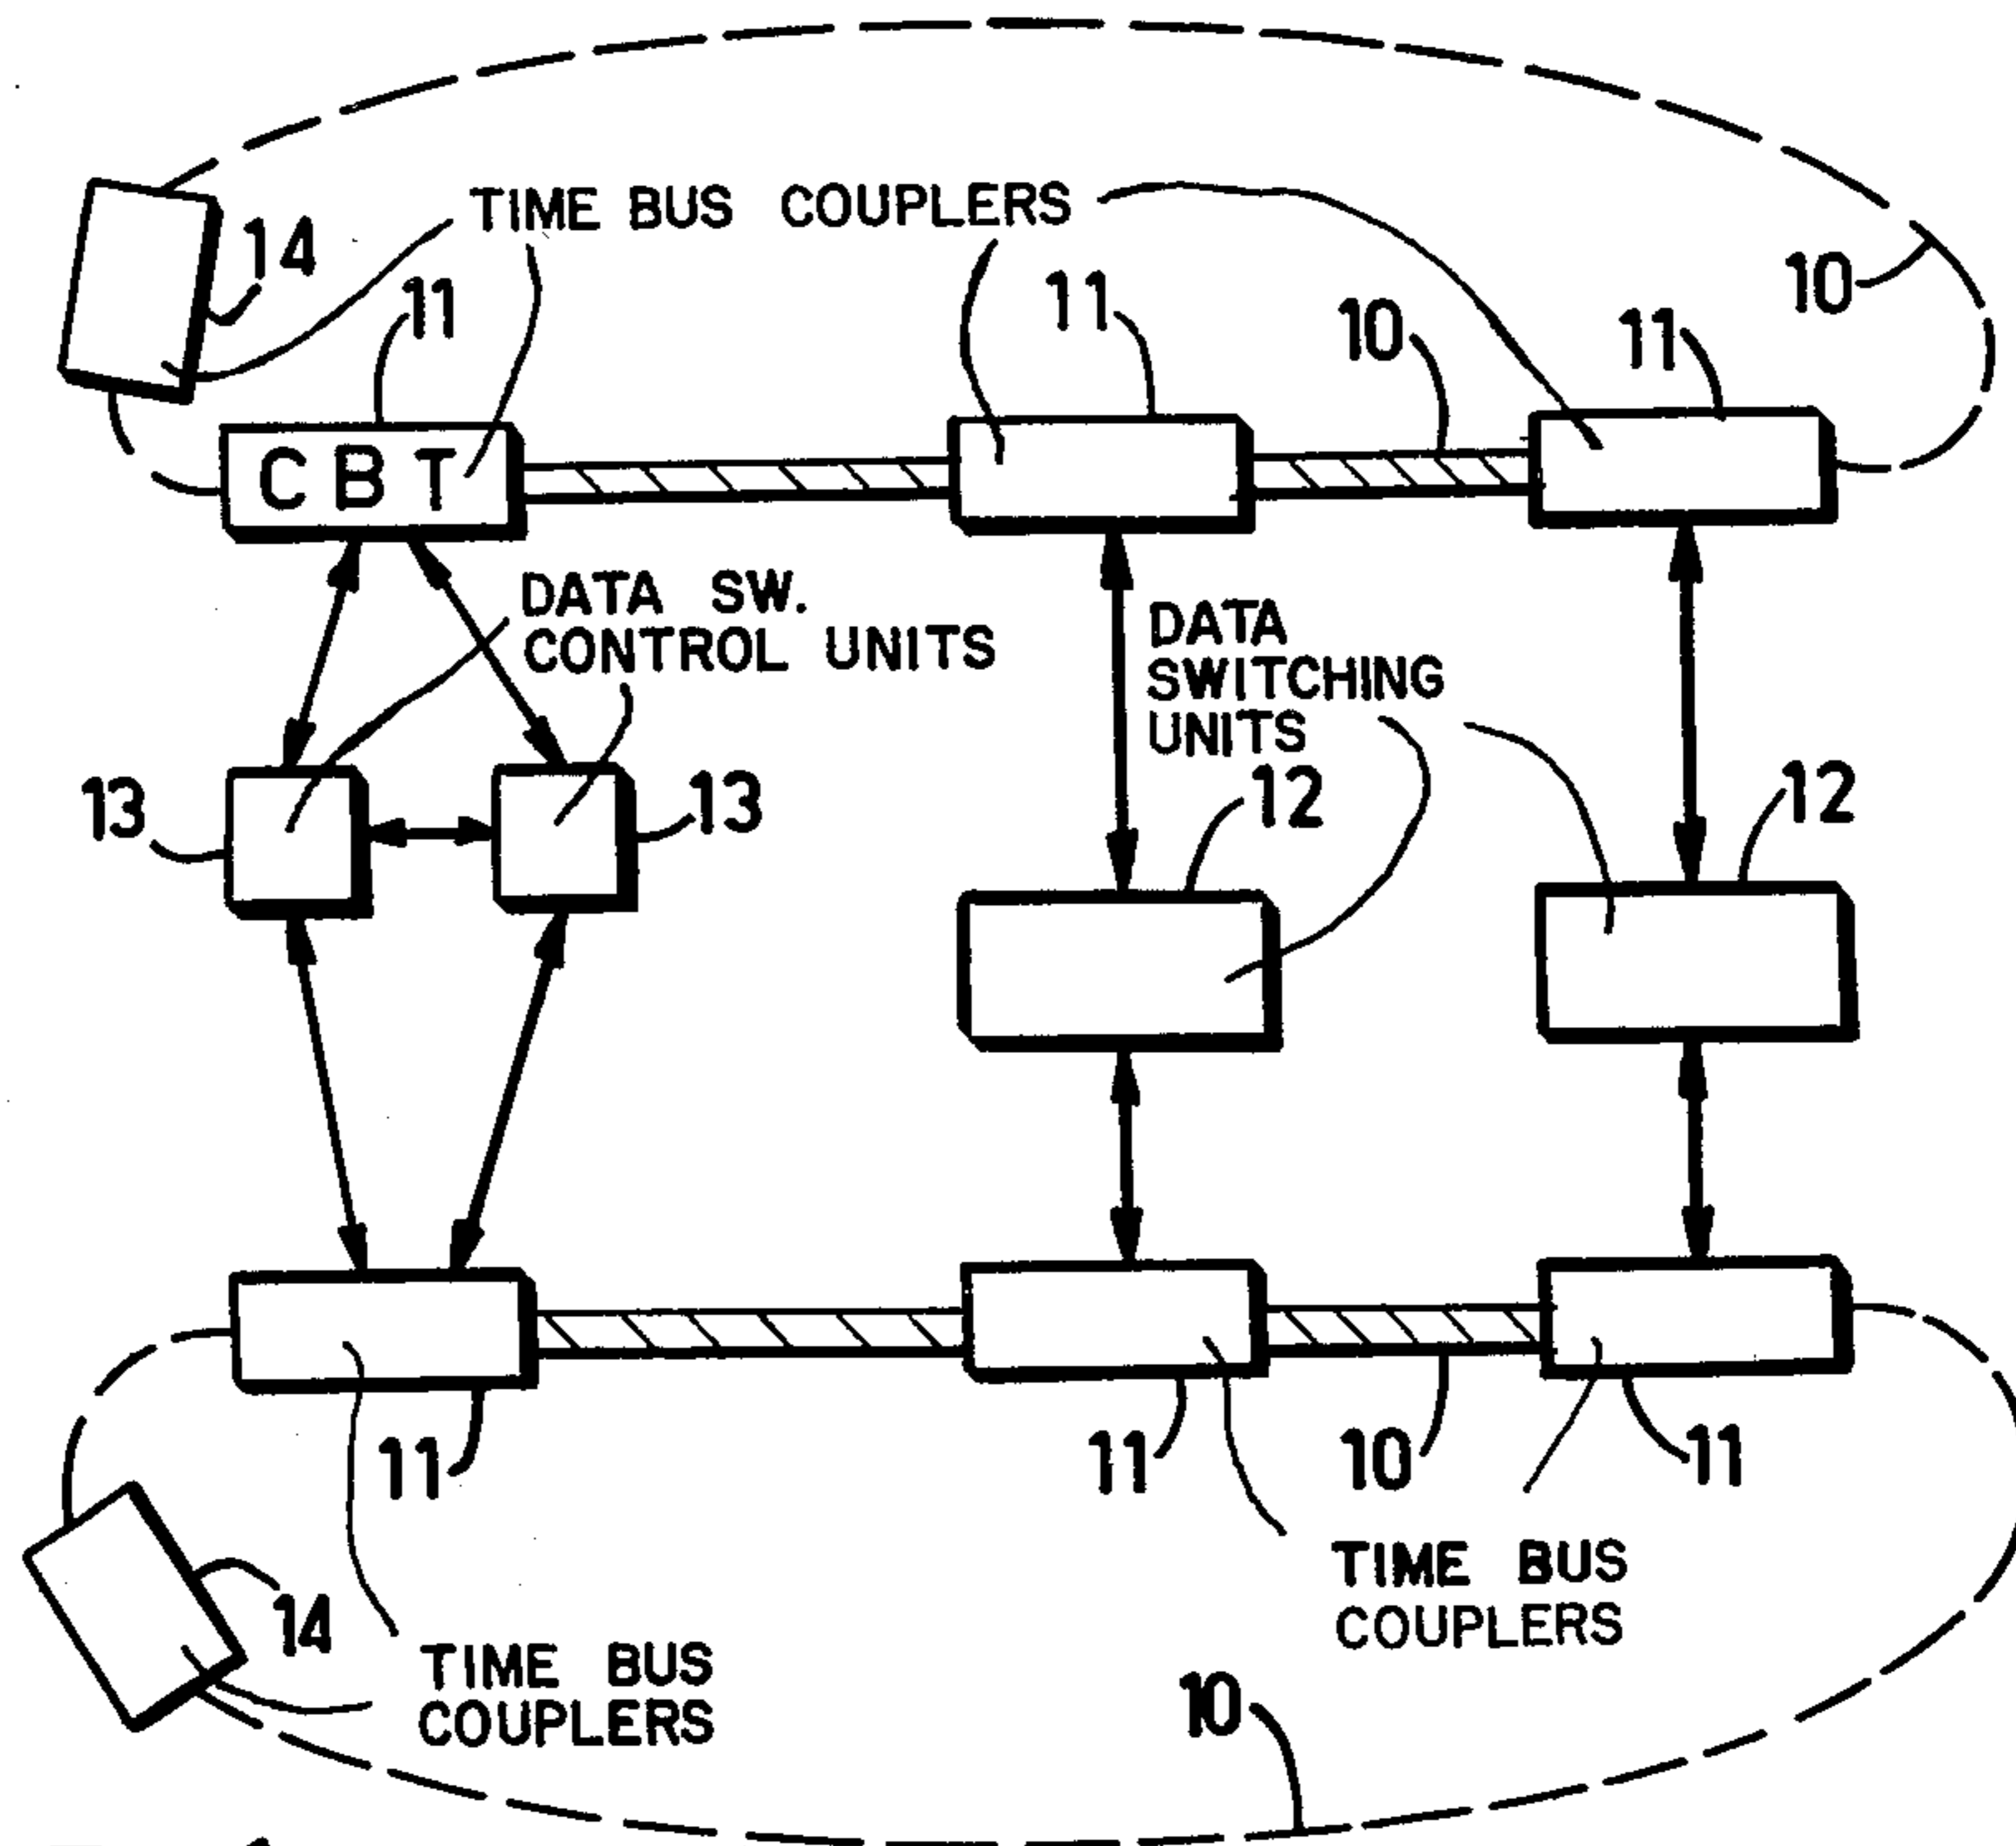 TIME BUS COUPLERS
14
11
11
10
11
10
CBT
DATA SW.
CONTROL UNITS
DATA
SWITCHING
UNITS
13
13
12
12
11
11
10
11
14
TIME BUS
COUPLERS
TIME BUS
COUPLERS
10